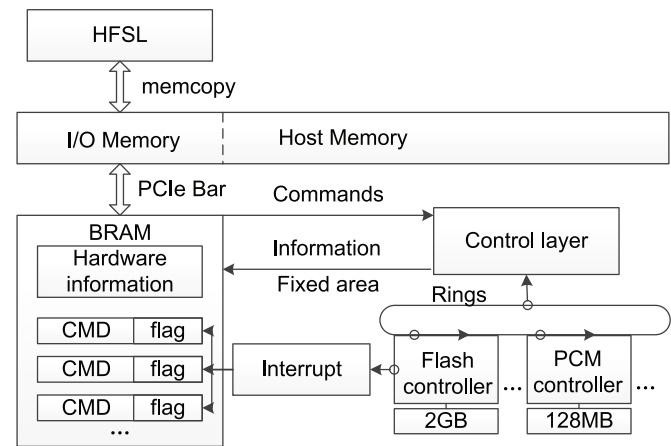 HFSL
memcopy
I/O Memory
Host Memory
PCIe Bar
Commands
BRAM
Hardware
information
Information
Fixed area
Control layer
Rings
CMD flag
CMD flag
CMD flag
...
Interrupt
Flash
controller
...
PCM
controller
...
2GB
128MB